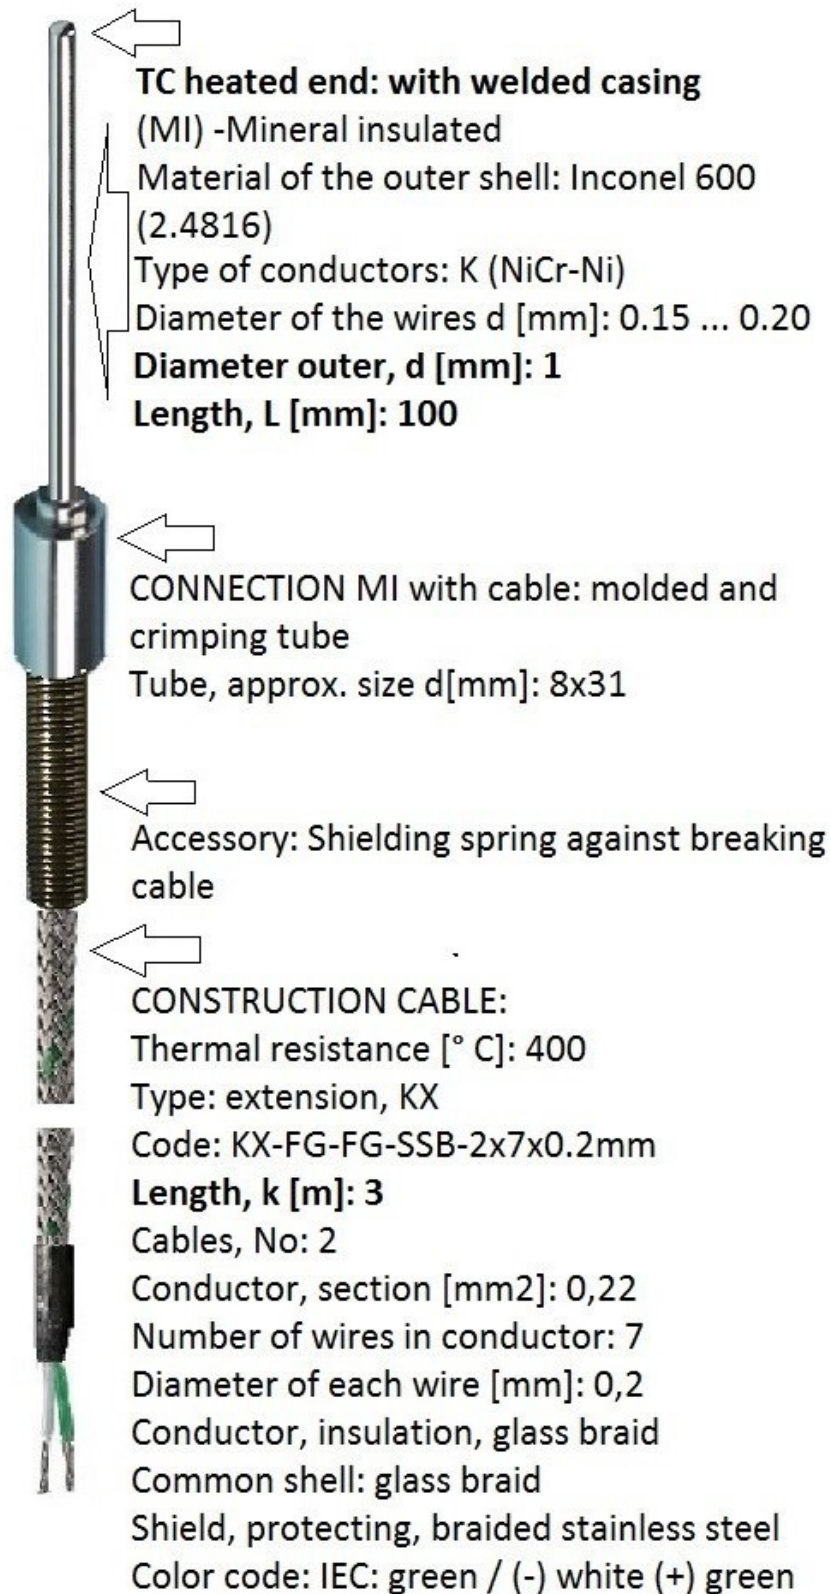 TC heated end: with welded casing
(MI) -Mineral insulated
Material of the outer shell: Inconel 600
(2.4816)
Type of conductors: K (NiCr-Ni)
Diameter of the wires d [mm]: 0.15 ... 0.20
Diameter outer, d [mm]: 1
Length, L [mm]: 100
CONNECTION MI with cable: molded and
crimping tube
Tube, approx. size d[mm]: 8x31
Accessory: Shielding spring against breaking
cable
CONSTRUCTION CABLE:
Thermal resistance [° C]: 400
Type: extension, KX
Code: KX-FG-FG-SSB-2x7x0.2mm
Length, k [m]: 3
Cables, No: 2
Conductor, section [mm2]: 0,22
Number of wires in conductor: 7
Diameter of each wire [mm]: 0,2
Conductor, insulation, glass braid
Common shell: glass braid
Shield, protecting, braided stainless steel
Color code: IEC: green / (-) white (+) green